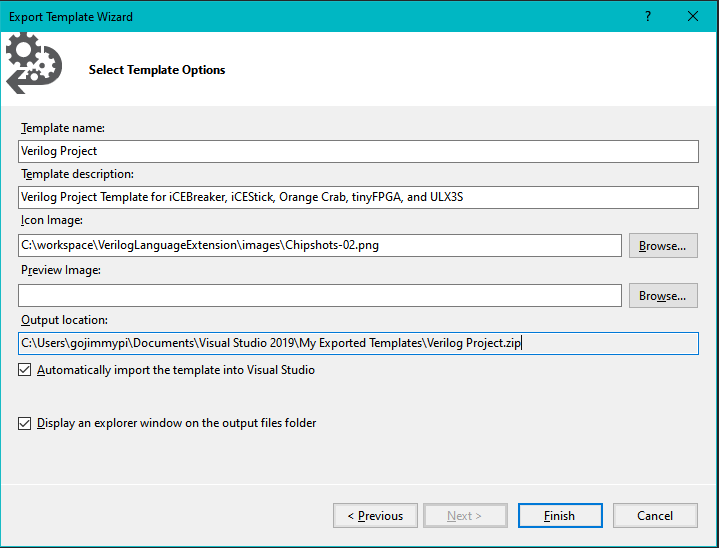 Export Template Wizard
?
Select Template Options
Template name:
Verilog Project
Template description:
Verilog Project Template for iCEBreaker, iCEStick, Orange Crab, tinyFPGA, and ULX3S
Icon Image:
C:\workspace\VerilogLanguageExtension\images\Chipshots-02.png
Browse...
Preview Image:
Browse...
Output location:
C:\Users\gojimmypi\Documents\Visual Studio 2019\My Exported Templates\Verilog Project.zip
Automatically import the template into Visual Studio
Display an explorer window on the output files folder
< Previous
Next >
Finish
Cancel